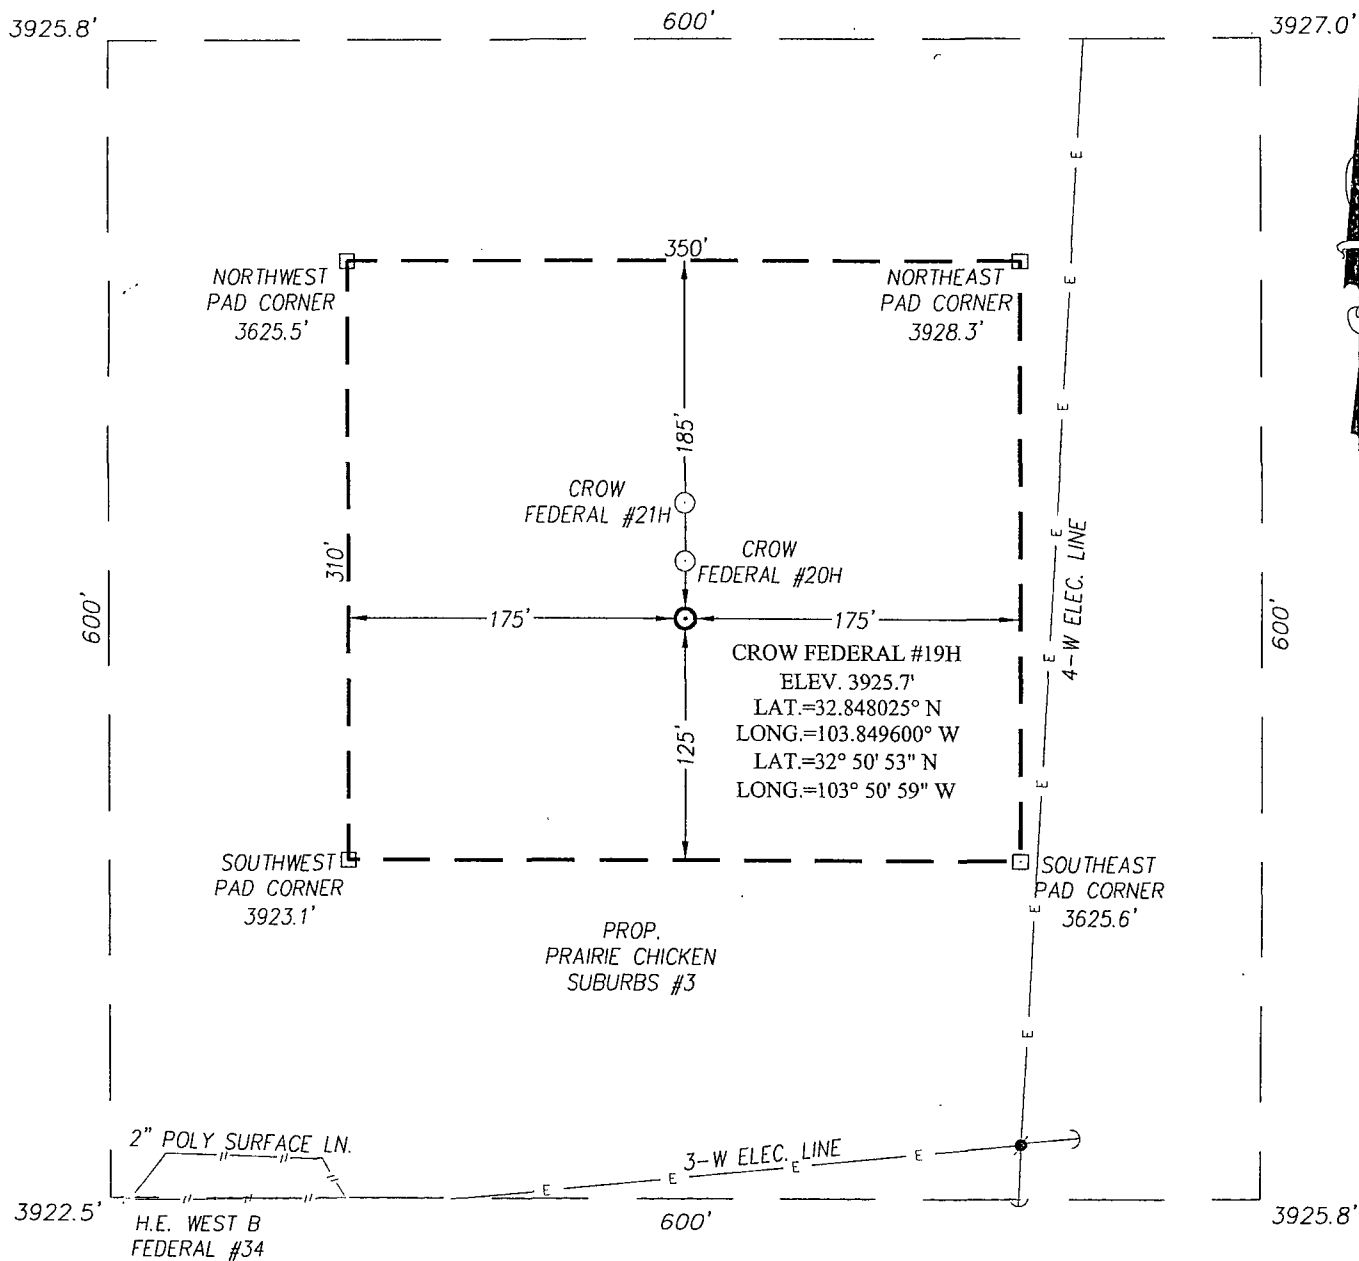 3925.8'
600'
3927.0'
350'
NORTHWEST
PAD CORNER
3625.5'
NORTHEAST
PAD CORNER
3928.3'
185'
CROW
FEDERAL #21H
CROW
FEDERAL #20H
310'
600'
4-W ELEC. LINE
600'
175'
175'
CROW FEDERAL #19H
ELEV. 3925.7'
LAT.=32.848025° N
LONG.=103.849600° W
LAT.=32° 50' 53" N
LONG.=103° 50' 59" W
125'
SOUTHWEST
PAD CORNER
3923.1'
SOUTHEAST
PAD CORNER
3625.6'
PROP.
PRAIRIE CHICKEN
SUBURBS #3
E
E
E
E
E
E
E
E
2" POLY SURFACE LN.
3-W ELEC. LINE
E
E
E
E
3922.5'
H.E. WEST B
FEDERAL #34
600'
3925.8'